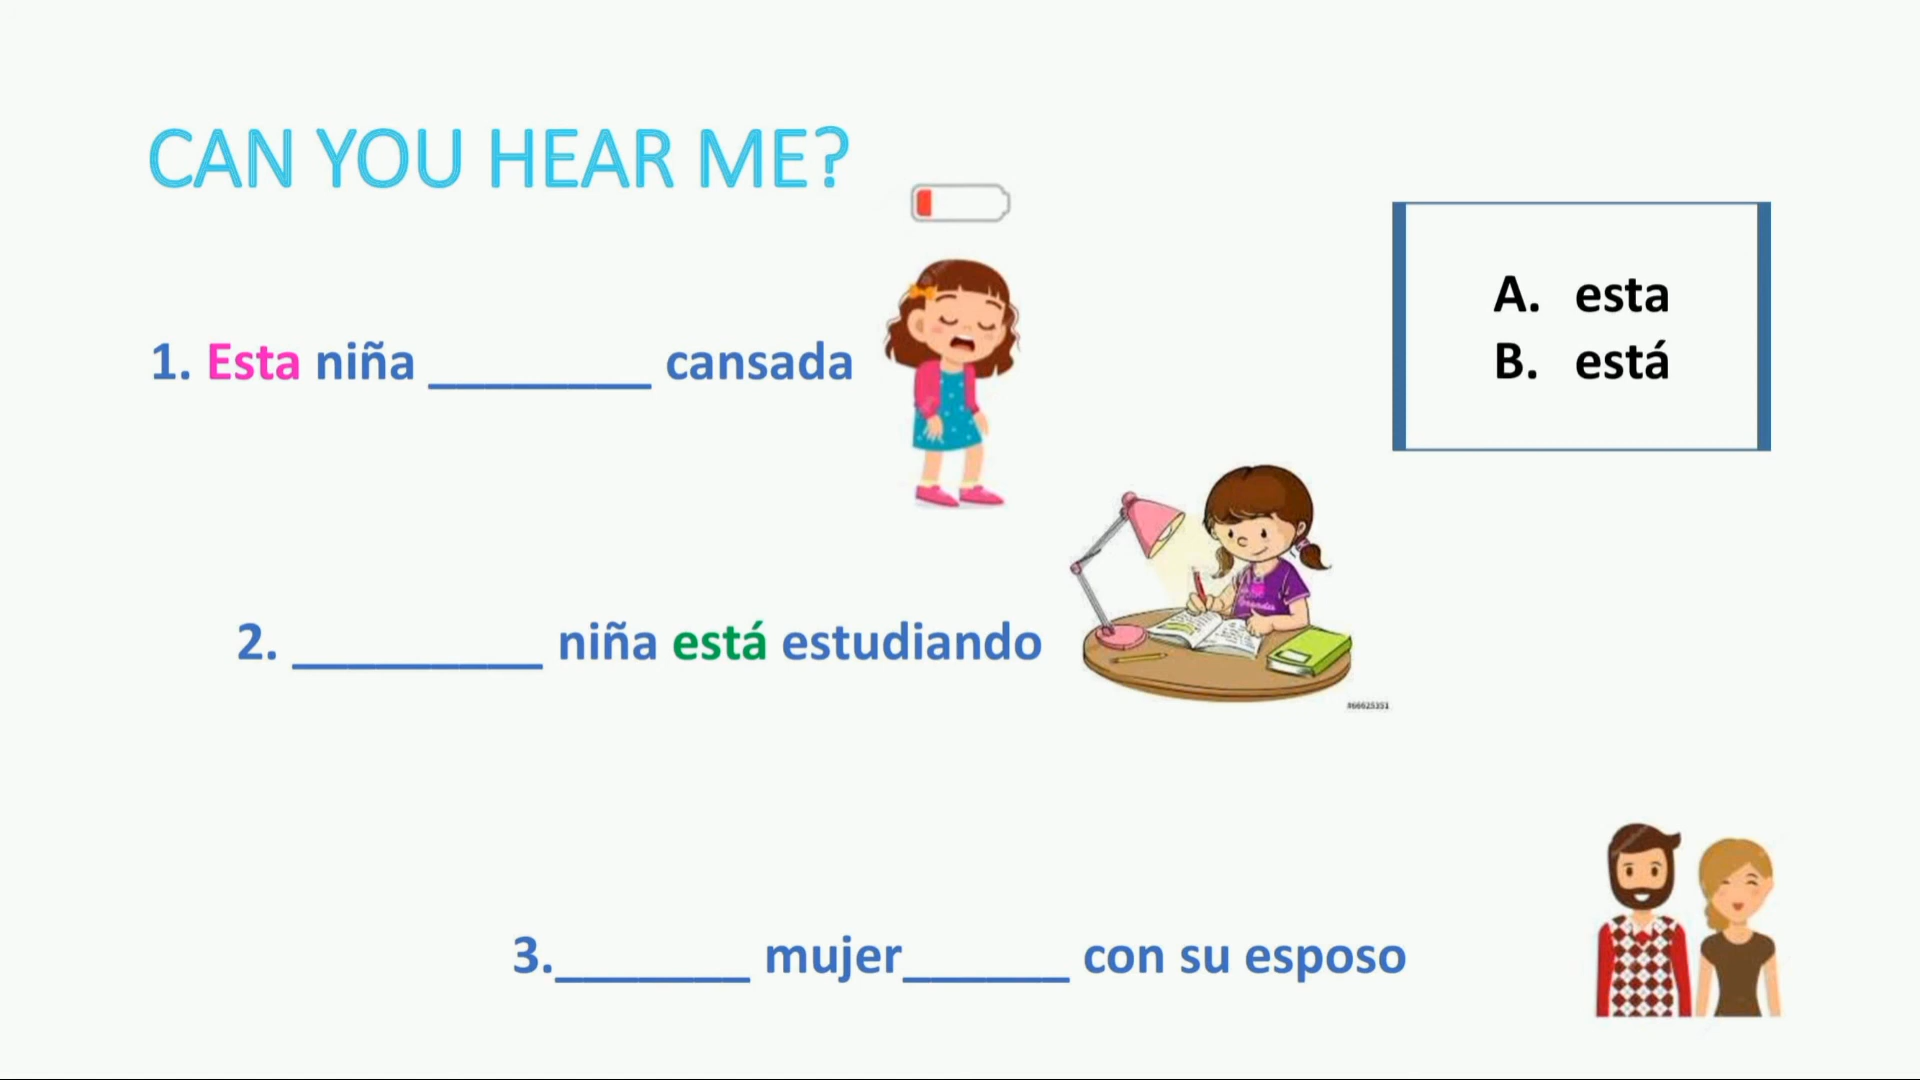 CAN YOU HEAR ME?
A. esta
B. está
1. Esta niña ________ cansada
2. _________ niña está estudiando
#66625351
3._______ mujer______ con su esposo